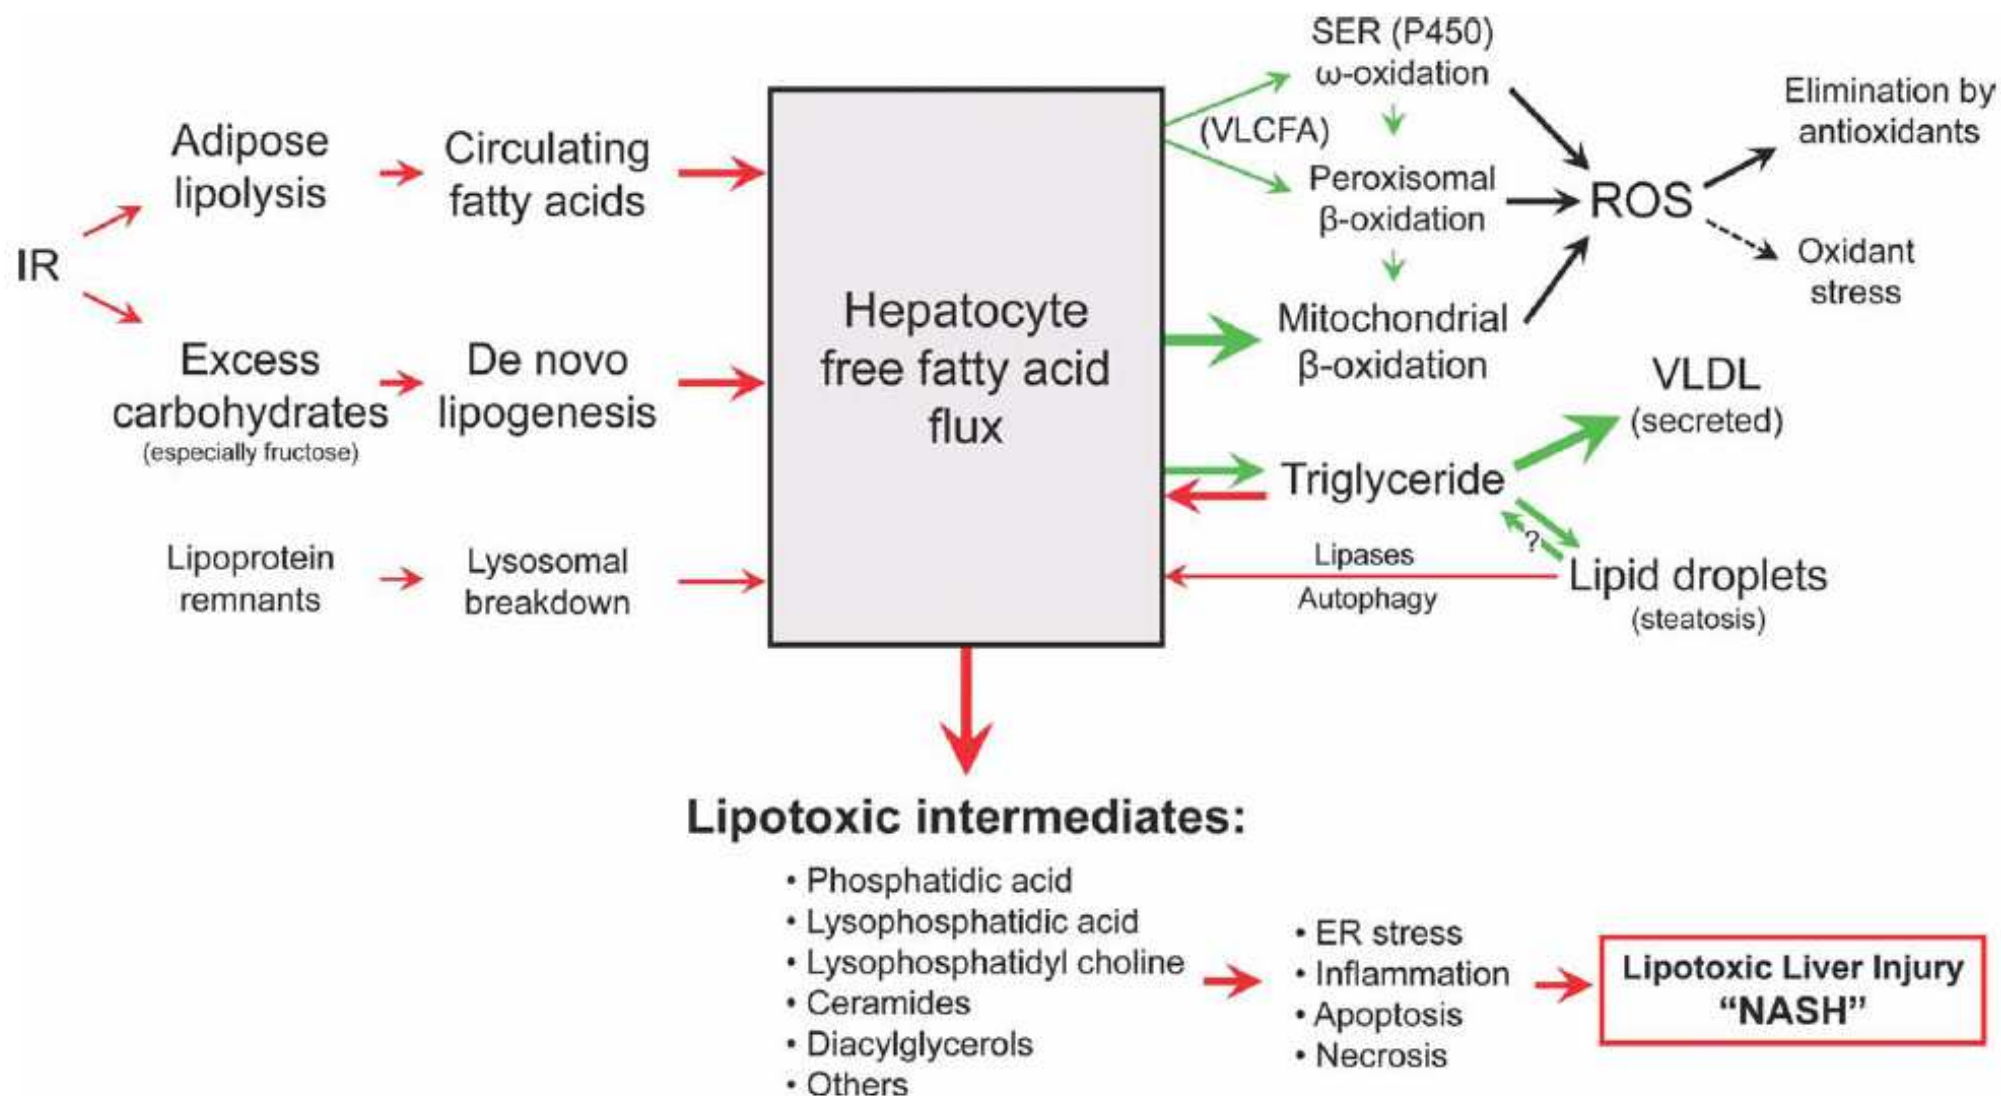 IR
Adipose
lipolysis
Circulating
fatty acids
Excess
carbohydrates
(especially fructose)
De novo
lipogenesis
Lipoprotein
remnants
Lysosomal
breakdown
Hepatocyte
free fatty acid
flux
SER (P450)
ω-oxidation
(VLCFA)
Peroxisomal
β-oxidation
Mitochondrial
β-oxidation
ROS
Elimination by
antioxidants
Oxidant
stress
VLDL
(secreted)
Triglyceride
?
Lipases
Autophagy
Lipid droplets
(steatosis)
Lipotoxic intermediates:
• Phosphatidic acid
• Lysophosphatidic acid
• Lysophosphatidyl choline
• Ceramides
• Diacylglycerols
• Others
• ER stress
• Inflammation
• Apoptosis
• Necrosis
Lipotoxic Liver Injury
“NASH”